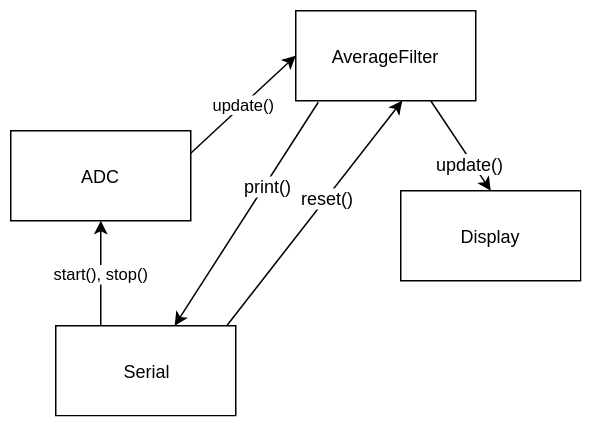 AverageFilter
update()
ADC
update()
print()
reset()
Display
start(), stop()
Serial